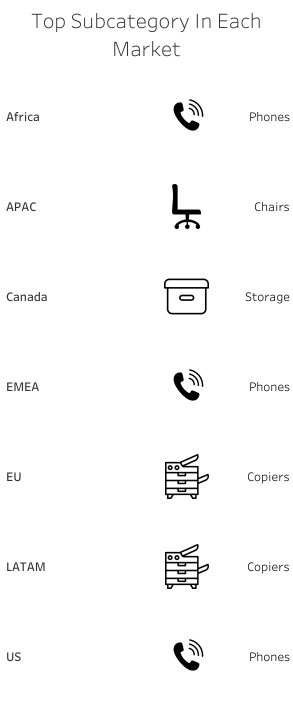 Top Subcategory In Each
Market
Africa Phones
APAC Chairs
Canada Storage
EMEA Phones
EU Copiers
LATAM Copiers
US Phones